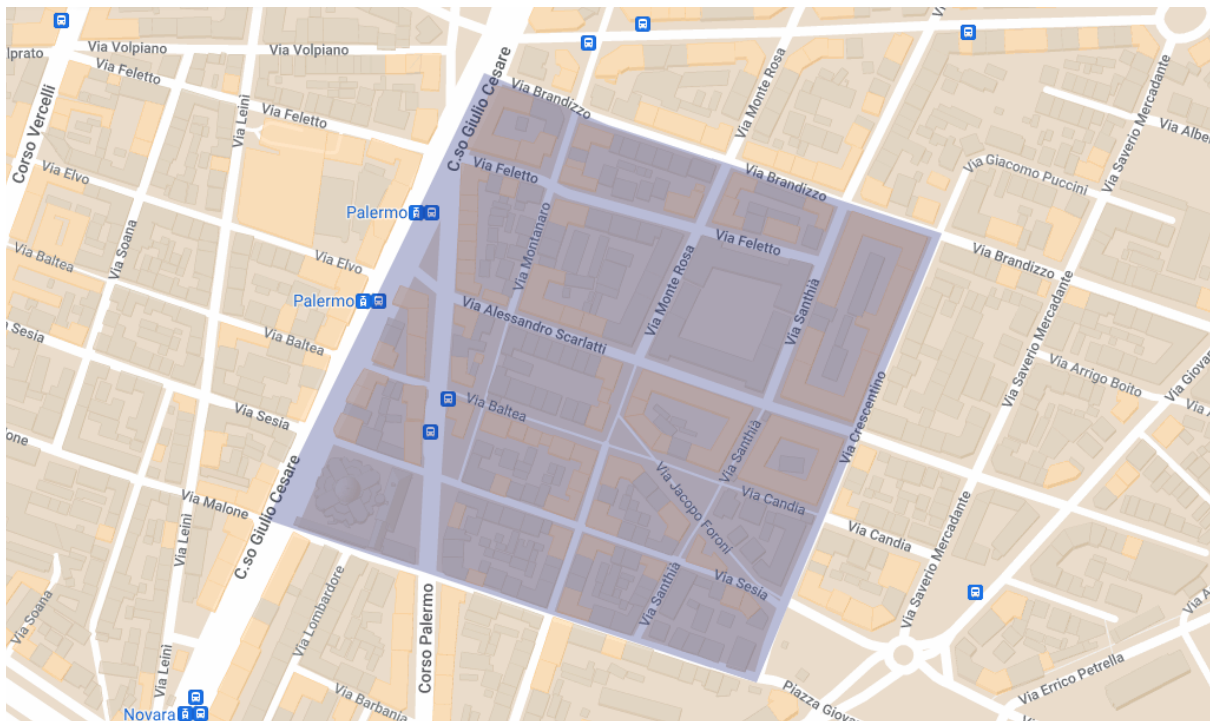 Via Volpiano
Via Volpiano
olprato
Via Feletto
Via Leinì
Via Feletto
Corso Vercelli
Via Elvo
Via Soana
Via Elvo
Via Baltea
Via Baltea
a Sesia
Via Sesia
alone
Via Malone
Via Leinì
C.so Giulio Cesare
C.so Giulio Cesare
Palermo
Palermo
Via Brandizzo
Via Monte Rosa
Via Feletto
Via Montanaro
Via Brandizzo
Via Feletto
Via Monte Rosa
Via Santhià
Via Alessandro Scarlatti
Via Crescentino
Via Baltea
Via Santhià
Via Jacopo Foroni
Via Candia
Via Sesia
Via Santhià
Via Saverio Mercadante
Via Albe
Via Giacomo Puccini
Via Brandizzo
Via Saverio Mercadante
Via Arrigo Boito
Via Giovan
Via A
Via Candia
Via Saverio Mercadante
Via Soana
Via Leinì
Via Lombardore
Corso Palermo
Via Barbania
Novara
Piazza Giovan
Via Errico Petrella
Via A